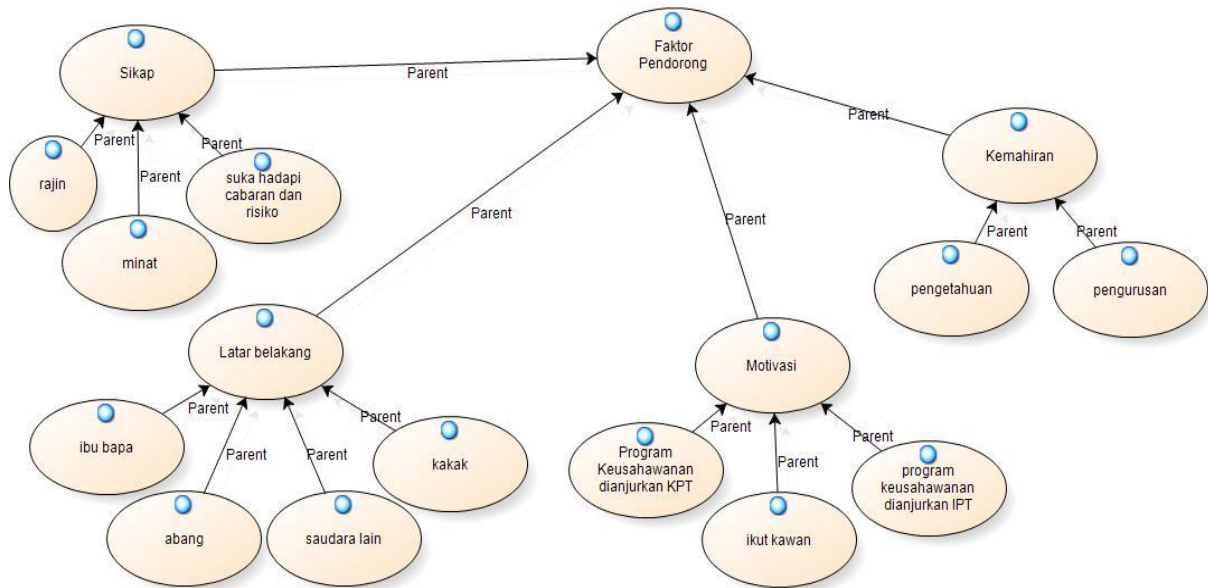 Faktor
Pendorong
Sikap
Parent
Parent
Parent
Parent
rajin
suka hadapi
cabaran dan
risiko
minat
Parent
Kemahiran
Parent
Parent
pengetahuan
pengurusan
Parent
Latar belakang
Parent
Parent
Parent
Parent
ibu bapa
kakak
abang
saudara lain
Parent
Motivasi
Parent
Parent
Parent
Program
Keusahawanan
dianjurkan KPT
program
keusahawanan
dianjurkan IPT
ikut kawan